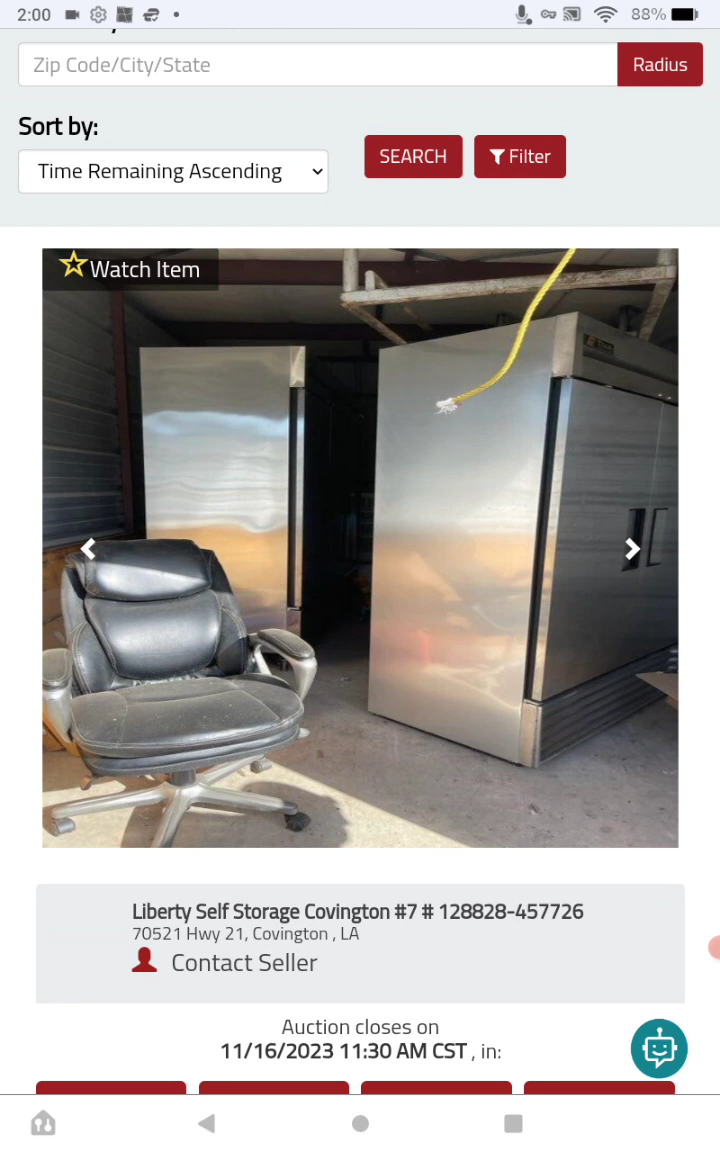 2:00
88%
Zip Code/City/State
Radius
Sort by:
Time Remaining Ascending
SEARCH
Filter
Watch Item
Liberty Self Storage Covington #7 # 128828-457726
70521 Hwy 21, Covington , LA
Contact Seller
Auction closes on
11/16/2023 11:30 AM CST , in: